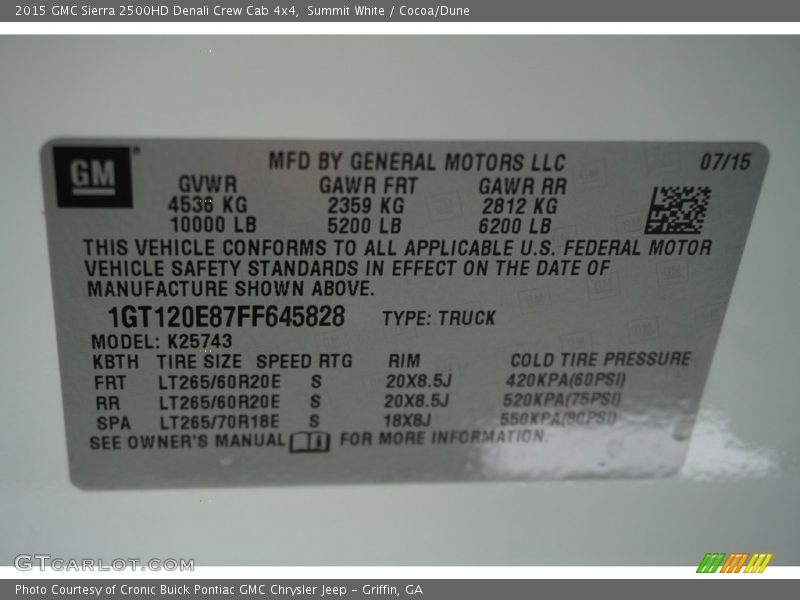 2015 GMC Sierra 2500HD Denali Crew Cab 4x4, Summit White / Cocoa/Dune
GM
MFD BY GENERAL MOTORS LLC 07/15
GVWR GAWR FRT GAWR RR
4536 KG 2359 KG 2812 KG
10000 LB 5200 LB 6200 LB
THIS VEHICLE CONFORMS TO ALL APPLICABLE U.S. FEDERAL MOTOR
VEHICLE SAFETY STANDARDS IN EFFECT ON THE DATE OF
MANUFACTURE SHOWN ABOVE.
1GT120E87FF645828 TYPE: TRUCK
MODEL: K25743
KBTH TIRE SIZE SPEED RTG RIM COLD TIRE PRESSURE
FRT LT265/60R20E S 20X8.5J 420KPA(60PSI)
RR LT265/60R20E S 20X8.5J 520KPA(75PSI)
SPA LT265/70R18E S 18X8J 550KPA(80PSI)
SEE OWNER'S MANUAL FOR MORE INFORMATION.
GTCARLOT.COM
Photo Courtesy of Cronic Buick Pontiac GMC Chrysler Jeep - Griffin, GA